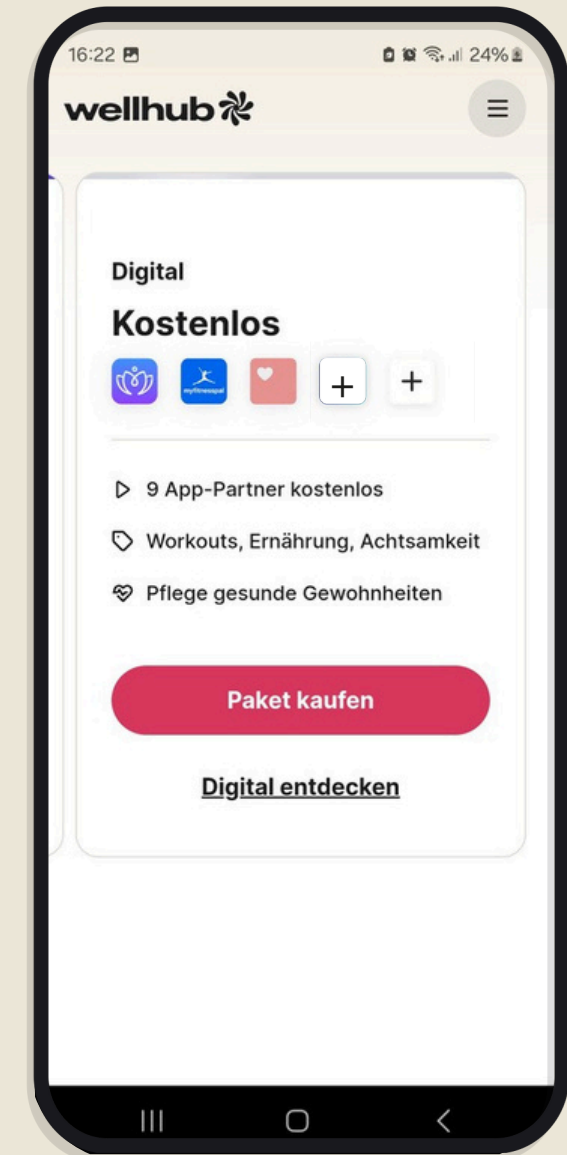 16:22
24%
wellhub
Digital
Kostenlos
myfitnesspal
+ +
9 App-Partner kostenlos
Workouts, Ernährung, Achtsamkeit
Pflege gesunde Gewohnheiten
Paket kaufen
Digital entdecken